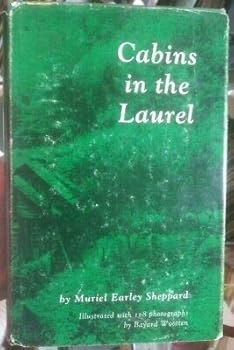 Cabins
in the
Laurel
by Muriel Earley Sheppard
Illustrated with 128 photographs
by Bayard Wootten